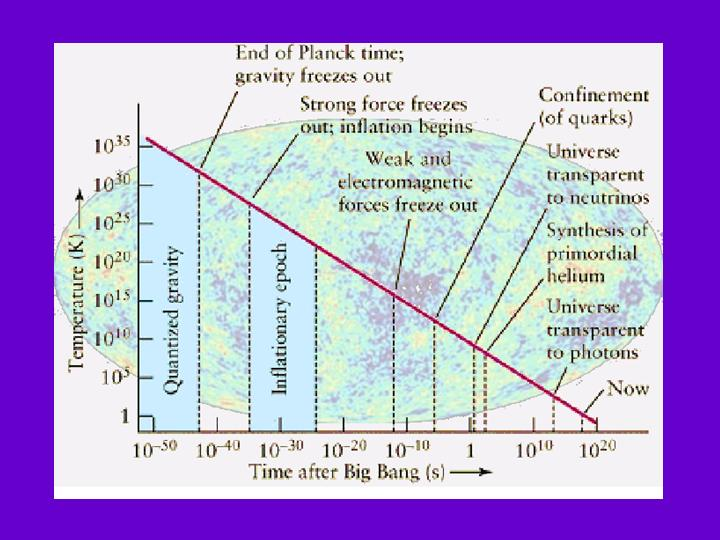 End of Planck time;
gravity freezes out
Strong force freezes
out; inflation begins
Weak and
electromagnetic
forces freeze out
Confinement
(of quarks)
Universe
transparent
to neutrinos
Synthesis of
primordial
helium
Universe
transparent
to photons
Now
Temperature (K)
10³⁵
10³⁰
10²⁵
10²⁰
10¹⁵
10¹⁰
10⁵
1
Quantized gravity
Inflationary epoch
10⁻⁵⁰ 10⁻⁴⁰ 10⁻³⁰ 10⁻²⁰ 10⁻¹⁰ 1 10¹⁰ 10²⁰
Time after Big Bang (s)